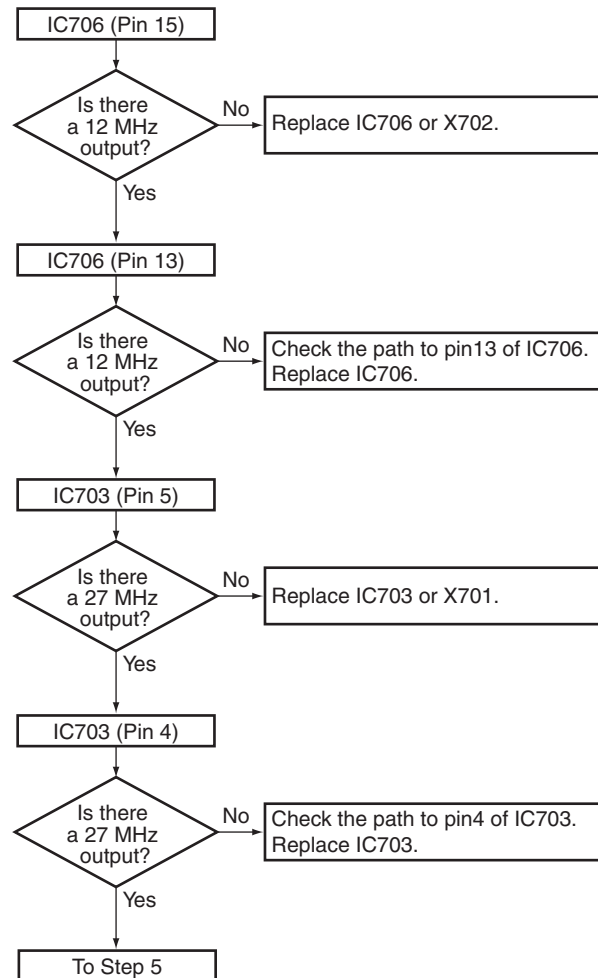 IC706 (Pin 15)
Is there
a 12 MHz
output?
No
Replace IC706 or X702.
Yes
IC706 (Pin 13)
Is there
a 12 MHz
output?
No
Check the path to pin13 of IC706.
Replace IC706.
Yes
IC703 (Pin 5)
Is there
a 27 MHz
output?
No
Replace IC703 or X701.
Yes
IC703 (Pin 4)
Is there
a 27 MHz
output?
No
Check the path to pin4 of IC703.
Replace IC703.
Yes
To Step 5